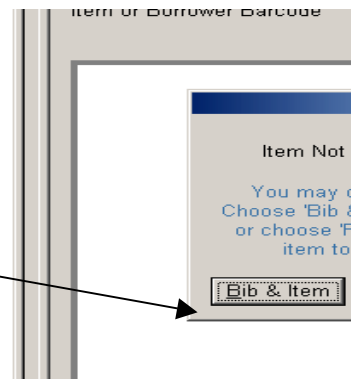 Item or Borrower Barcode
Item Not
You may
Choose 'Bib &
or choose
item to
Bib & Item